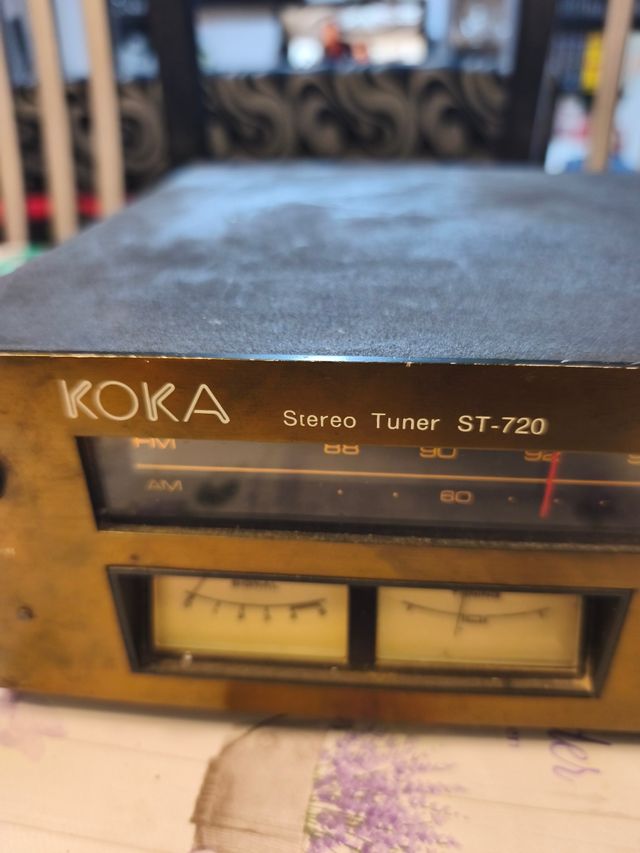 KOKA
Stereo Tuner ST-720
FM 88 90 92
AM 60